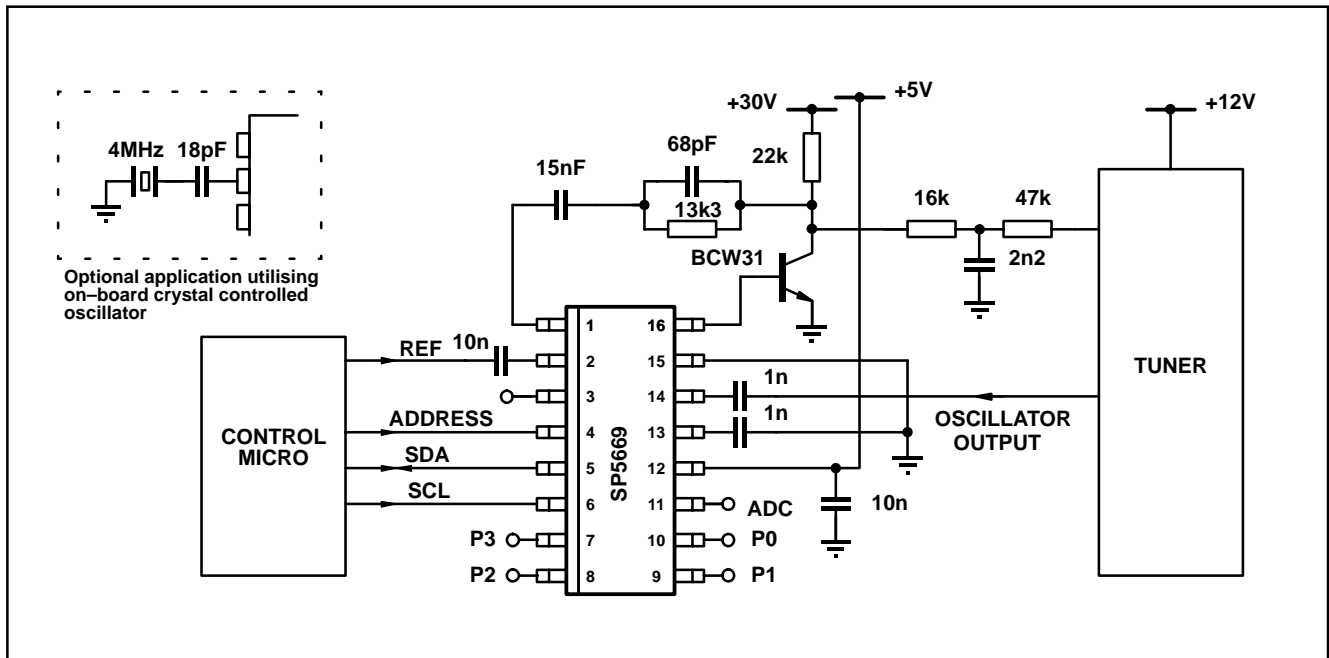 +30V
+5V
+12V
4MHz
18pF
68pF
22k
15nF
13k3
16k
47k
2n2
BCW31
Optional application utilising
on–board crystal controlled
oscillator
CONTROL
MICRO
REF
10n
ADDRESS
SDA
SCL
P3
P2
SP5669
1
2
3
4
5
6
7
8
16
15
14
13
12
11
10
9
1n
1n
OSCILLATOR
OUTPUT
10n
ADC
P0
P1
TUNER